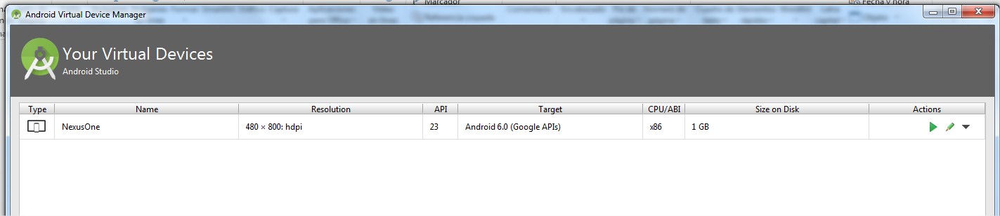 Marcador
Fecha y hora
Android Virtual Device Manager
Your Virtual Devices
Android Studio
Type Name Resolution API Target CPU/ABI Size on Disk Actions
NexusOne 480 × 800: hdpi 23 Android 6.0 (Google APIs) x86 1 GB